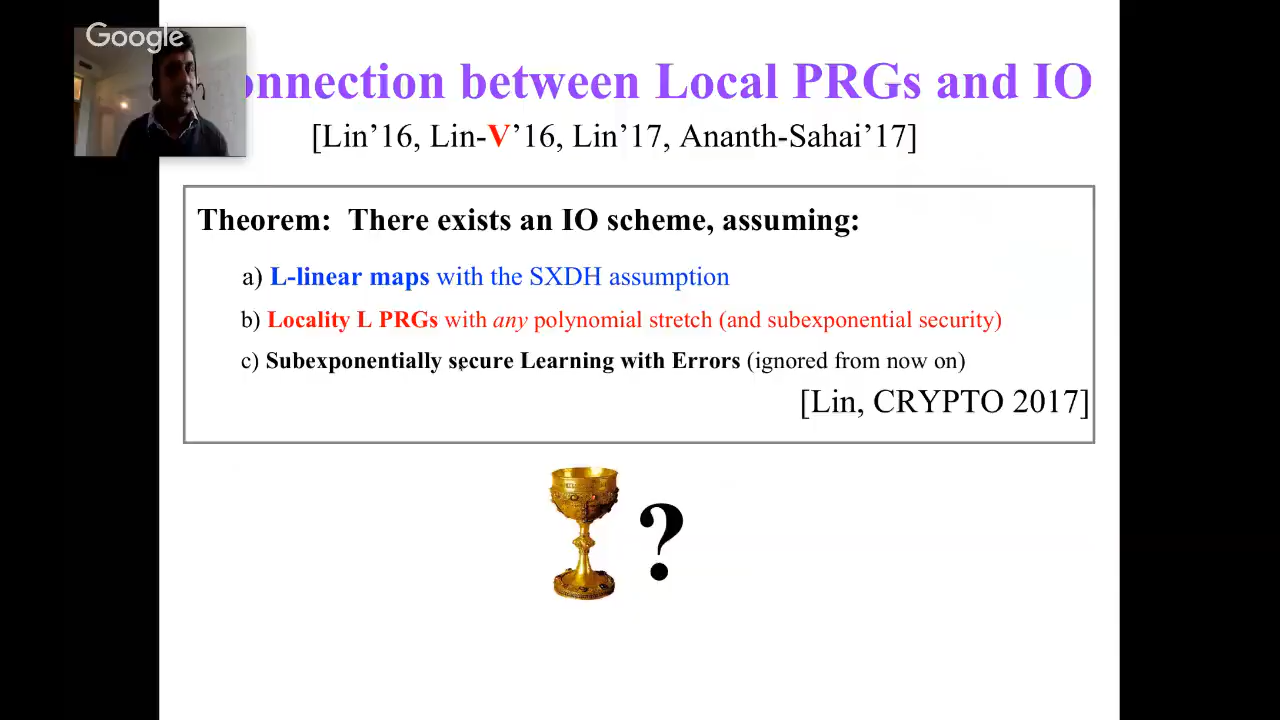 Google
onnection between Local PRGs and IO
[Lin’16, Lin-V’16, Lin’17, Ananth-Sahai’17]
Theorem: There exists an IO scheme, assuming:
a) L-linear maps with the SXDH assumption
b) Locality L PRGs with any polynomial stretch (and subexponential security)
c) Subexponentially secure Learning with Errors (ignored from now on)
[Lin, CRYPTO 2017]
?